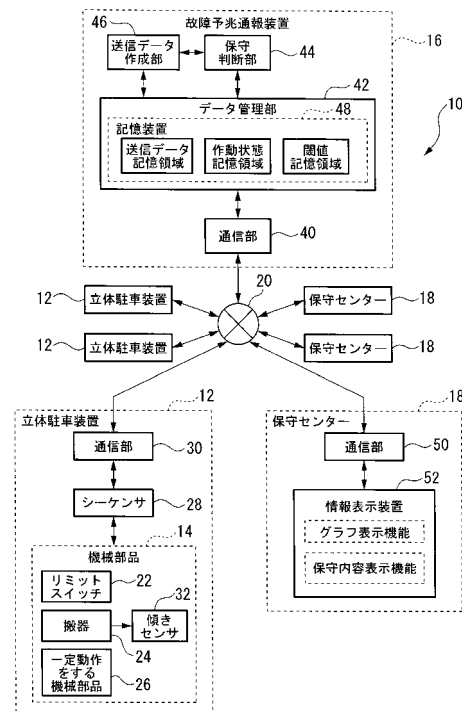 故障予兆通報装置
16
46
送信データ
作成部
保守
判断部
44
42
データ管理部
48
記憶装置
送信データ
記憶領域
作動状態
記憶領域
閾値
記憶領域
10
通信部
40
20
12
立体駐車装置
保守センター
18
12
立体駐車装置
保守センター
18
12
立体駐車装置
通信部
30
シーケンサ
28
14
機械部品
リミット
スイッチ
22
32
搬器
24
傾き
センサ
一定動作
をする
機械部品
26
18
保守センター
通信部
50
52
情報表示装置
グラフ表示機能
保守内容表示機能